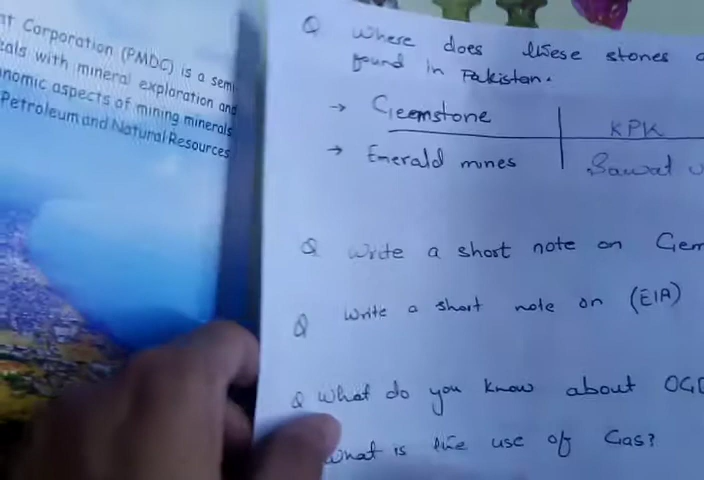 at Corporation (PMDC) is a semi
als with mineral exploration and
nomic aspects of mining minerals
Petroleum and Natural Resources
Q Where does these stones
found in Pakistan.
→ Geemstone | KPK
→ Emerald mines | Sawat
Q Write a short note on Gem
Q Write a short note on (EIA)
Q What do you know about OGD
What is the use of Gas?